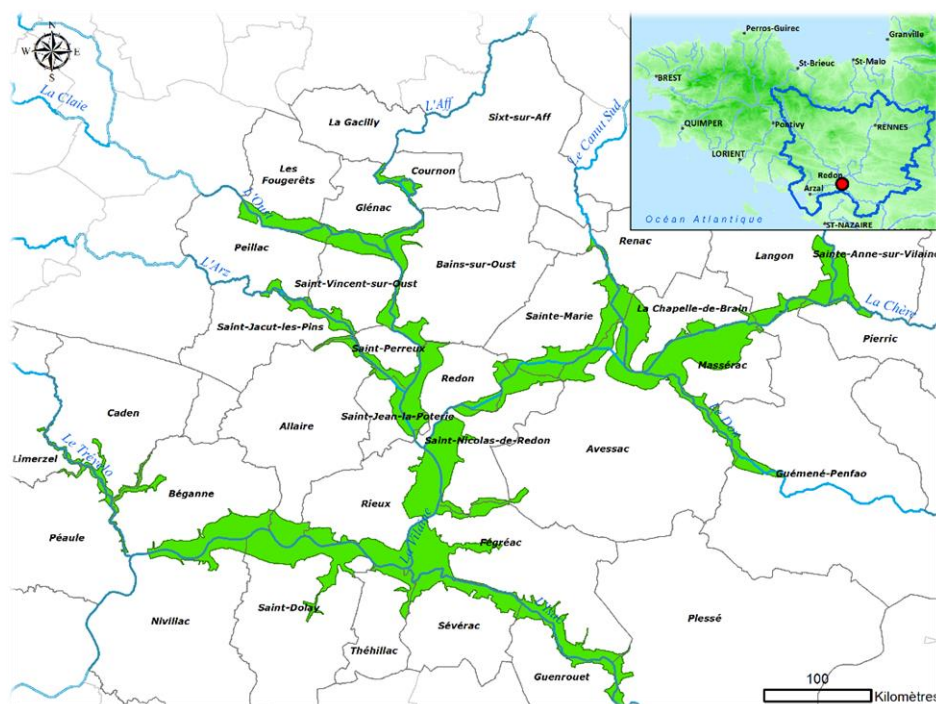 N
W E
S
Perros-Guirec
Granville
St-Brieuc
St-Malo
BREST
QUIMPER
Pontivy
RENNES
LORIENT
Redon
Arzal
Océan Atlantique
ST-NAZAIRE
La Claie
L'Aff
La Gacilly
Sixt-sur-Aff
Le Canut Sud
Les
Fougerêts
Cournon
Glénac
L'Oust
Peillac
Renac
Langon
Sainte-Anne-sur-Vilaine
L'Arz
Bains-sur-Oust
Saint-Vincent-sur-Oust
La Chère
La Chapelle-de-Brain
Sainte-Marie
Saint-Jacut-les-Pins
Pierric
Saint-Perreux
Massérac
Redon
Caden
Le Don
Saint-Jean-la-Poterie
Allaire
Saint-Nicolas-de-Redon
Avessac
Limerzel
Le Trévelo
Guémené-Penfao
Béganne
Rieux
Péaule
La Vilaine
Fégréac
Saint-Dolay
L'Isac
Nivillac
Plessé
Sévérac
Théhillac
Guenrouet
100
Kilomètres